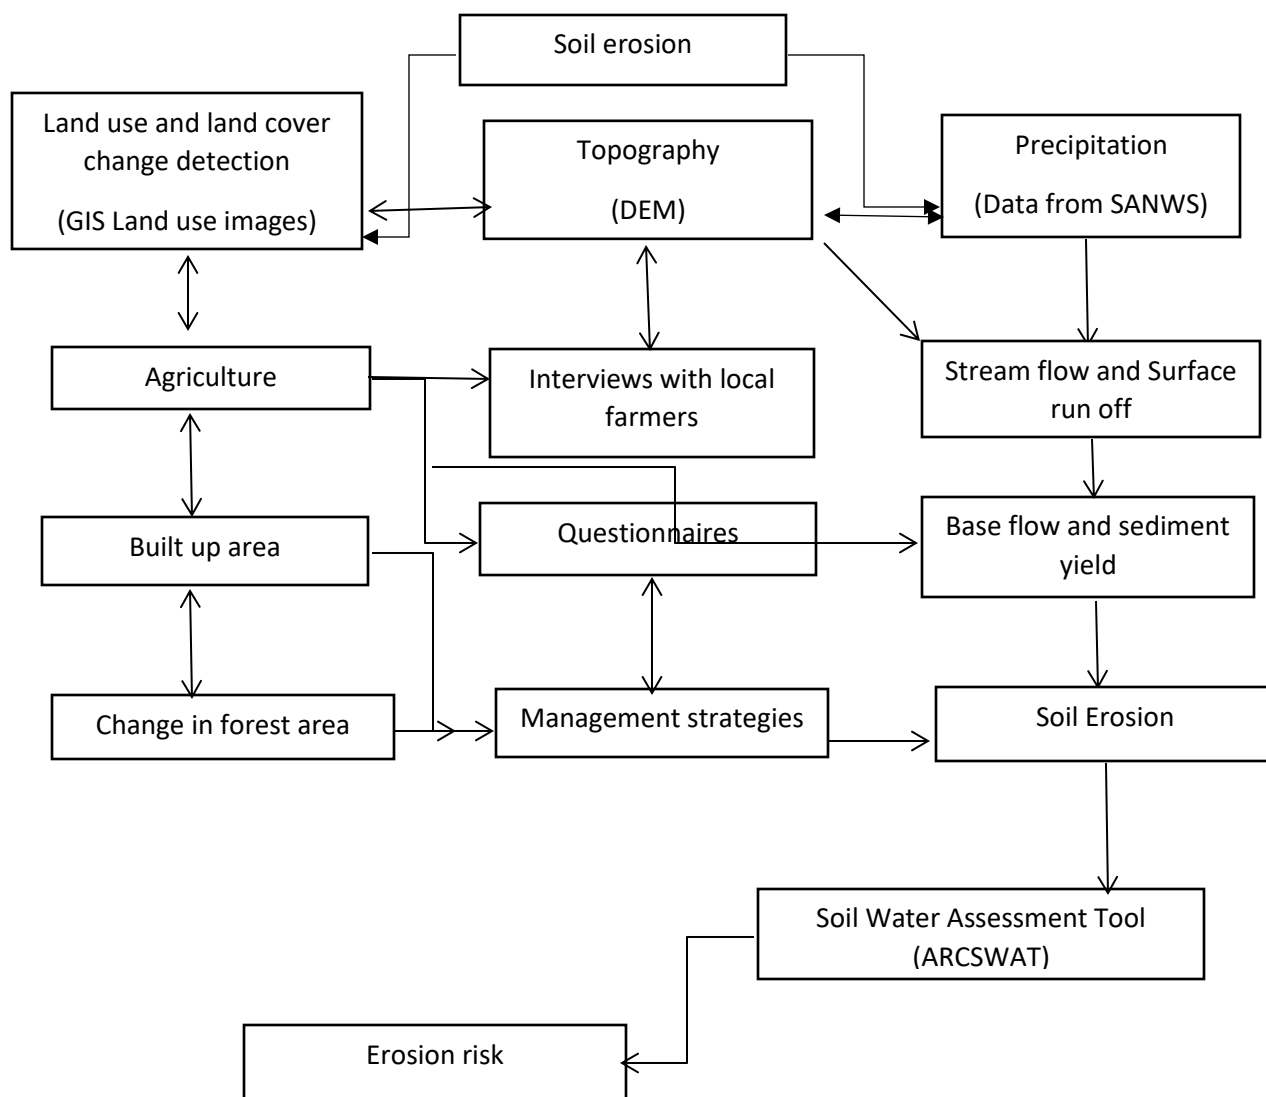 Soil erosion
Land use and land cover
change detection
(GIS Land use images)
Topography
(DEM)
Precipitation
(Data from SANWS)
Agriculture
Interviews with local
farmers
Stream flow and Surface
run off
Built up area
Questionnaires
Base flow and sediment
yield
Change in forest area
Management strategies
Soil Erosion
Soil Water Assessment Tool
(ARCSWAT)
Erosion risk